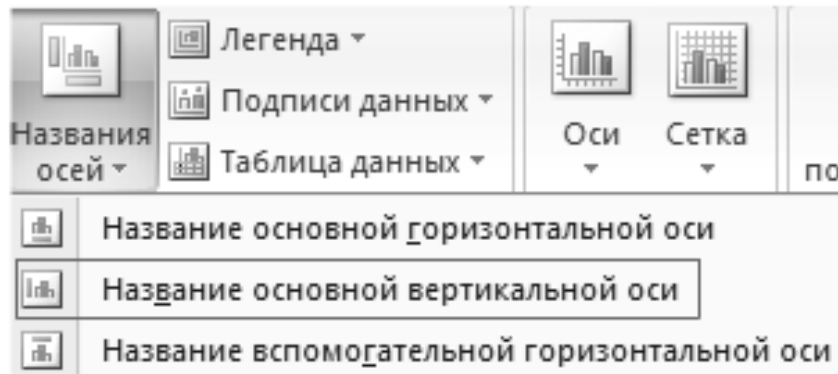 Легенда
Подписи данных
Названия
осей
Таблица данных
Оси
Сетка
по
Название основной горизонтальной оси
Название основной вертикальной оси
Название вспомогательной горизонтальной оси